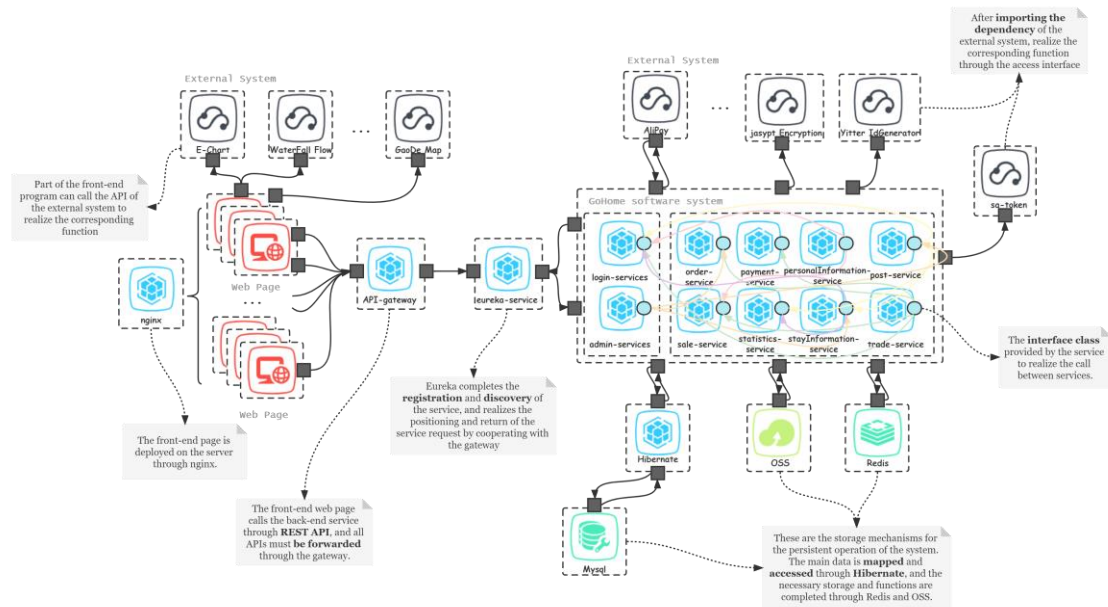 After importing the
dependency of the
external system, realize the
corresponding function
through the access interface
External System
E-Chart
WaterFall Flow
...
GaoDe Map
External System
AliPay
...
jasypt Encryption
Yitter IdGenerator
sa-token
Part of the front-end
program can call the API of
the external system to
realize the corresponding
function
GoHome software system
nginx
Web Page
...
Web Page
API-gateway
eureka-service
login-services
order-
service
payment-
service
personalInformation-
service
post-service
admin-services
sale-service
statistics-
service
stayInformation-
service
trade-service
The interface class
provided by the service
to realize the call
between services.
Eureka completes the
registration and discovery of
the service, and realizes the
positioning and return of the
service request by cooperating with
the gateway
The front-end page is
deployed on the server
through nginx.
Hibernate
OSS
Redis
The front-end web page
calls the back-end service
through REST API, and all
APIs must be forwarded
through the gateway.
Mysql
These are the storage mechanisms for
the persistent operation of the system.
The main data is mapped and
accessed through Hibernate, and the
necessary storage and functions are
completed through Redis and OSS.